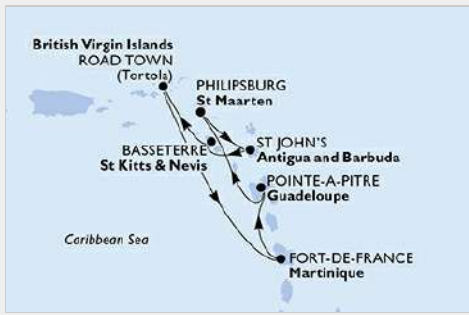 British Virgin Islands
ROAD TOWN
(Tortola)
PHILIPSBURG
St Maarten
BASSETERRE
St Kitts & Nevis
ST JOHN'S
Antigua and Barbuda
POINTE-A-PITRE
Guadeloupe
Caribbean Sea
FORT-DE-FRANCE
Martinique